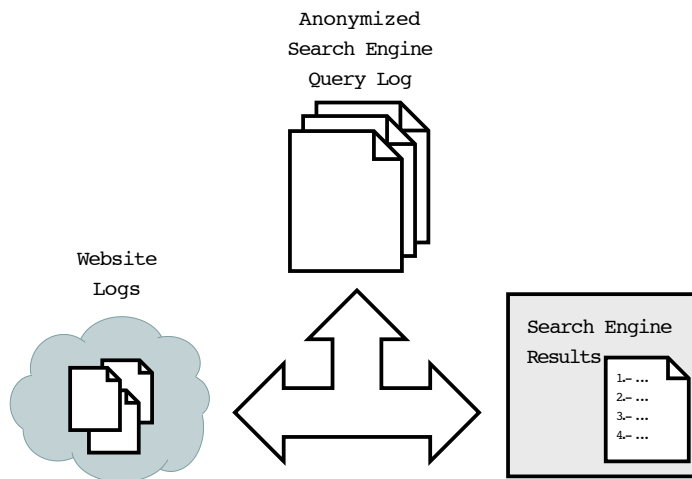 Anonymized
Search Engine
Query Log
Website
Logs
Search Engine
Results
1.- ...
2.- ...
3.- ...
4.- ...